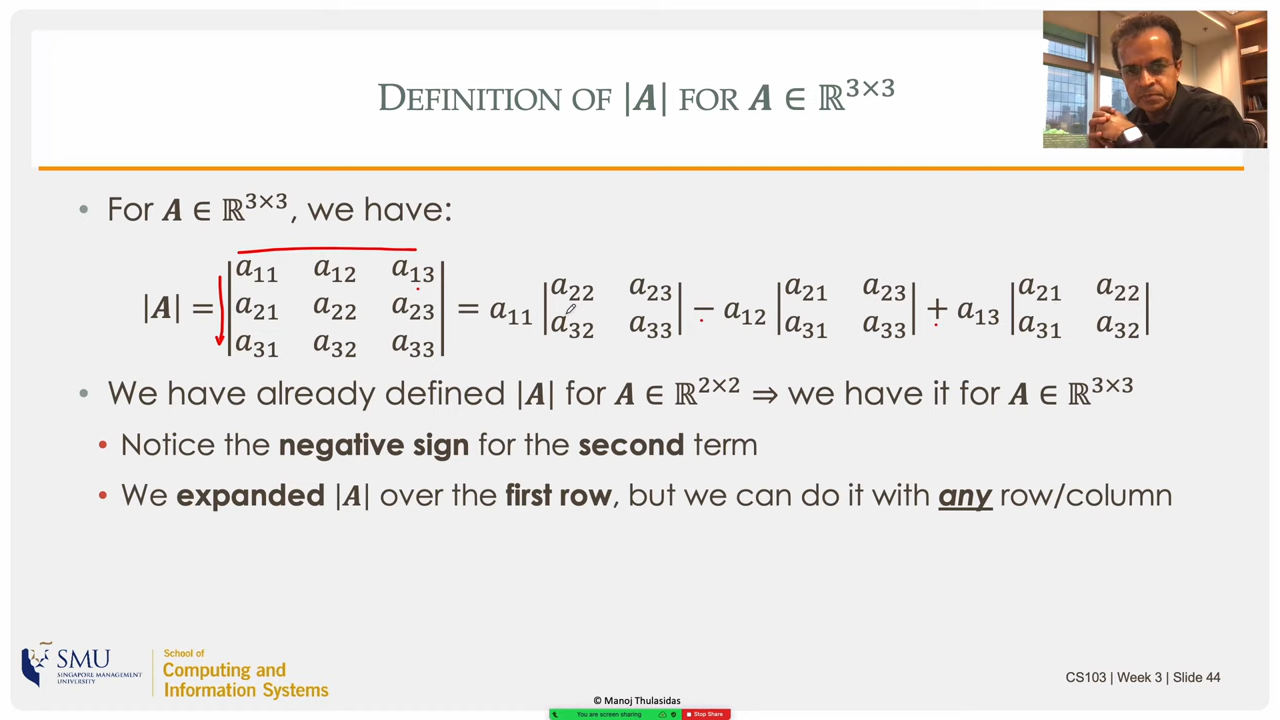 DEFINITION OF |A| FOR A ∈ ℝ³ˣ³
• For A ∈ ℝ³ˣ³, we have:
|A| = |a₁₁ a₁₂ a₁₃; a₂₁ a₂₂ a₂₃; a₃₁ a₃₂ a₃₃| = a₁₁ |a₂₂ a₂₃; a₃₂ a₃₃| − a₁₂ |a₂₁ a₂₃; a₃₁ a₃₃| + a₁₃ |a₂₁ a₂₂; a₃₁ a₃₂|
• We have already defined |A| for A ∈ ℝ²ˣ² ⇒ we have it for A ∈ ℝ³ˣ³
• Notice the negative sign for the second term
• We expanded |A| over the first row, but we can do it with any row/column
SMU
SINGAPORE MANAGEMENT
UNIVERSITY
School of
Computing and
Information Systems
CS103 | Week 3 | Slide 44
© Manoj Thulasidas
You are screen sharing
Stop Share